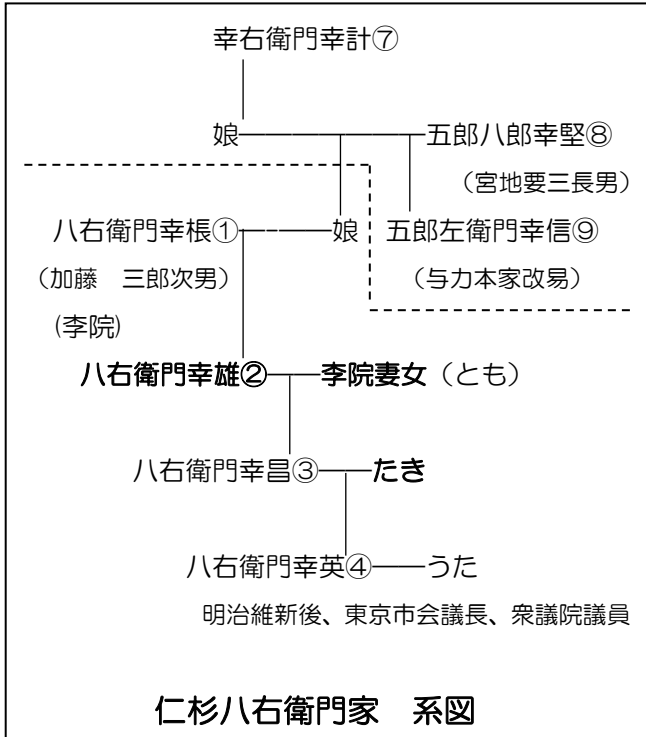 幸右衛門幸計⑦
娘 五郎八郎幸堅⑧
(宮地要三長男)
八右衛門幸棖① 娘 五郎左衛門幸信⑨
(加藤 三郎次男) (与力本家改易)
(李院)
八右衛門幸雄② 李院妻女(とも)
八右衛門幸昌③ たき
八右衛門幸英④ うた
明治維新後、東京市会議長、衆議院議員
仁杉八右衛門家 系図